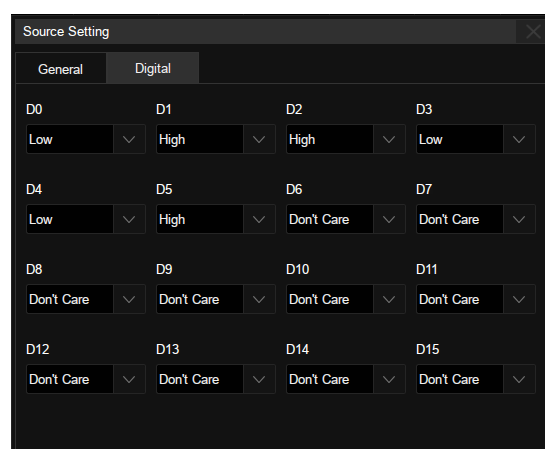 Source Setting
General Digital
D0 D1 D2 D3
Low High High Low
D4 D5 D6 D7
Low High Don't Care Don't Care
D8 D9 D10 D11
Don't Care Don't Care Don't Care Don't Care
D12 D13 D14 D15
Don't Care Don't Care Don't Care Don't Care